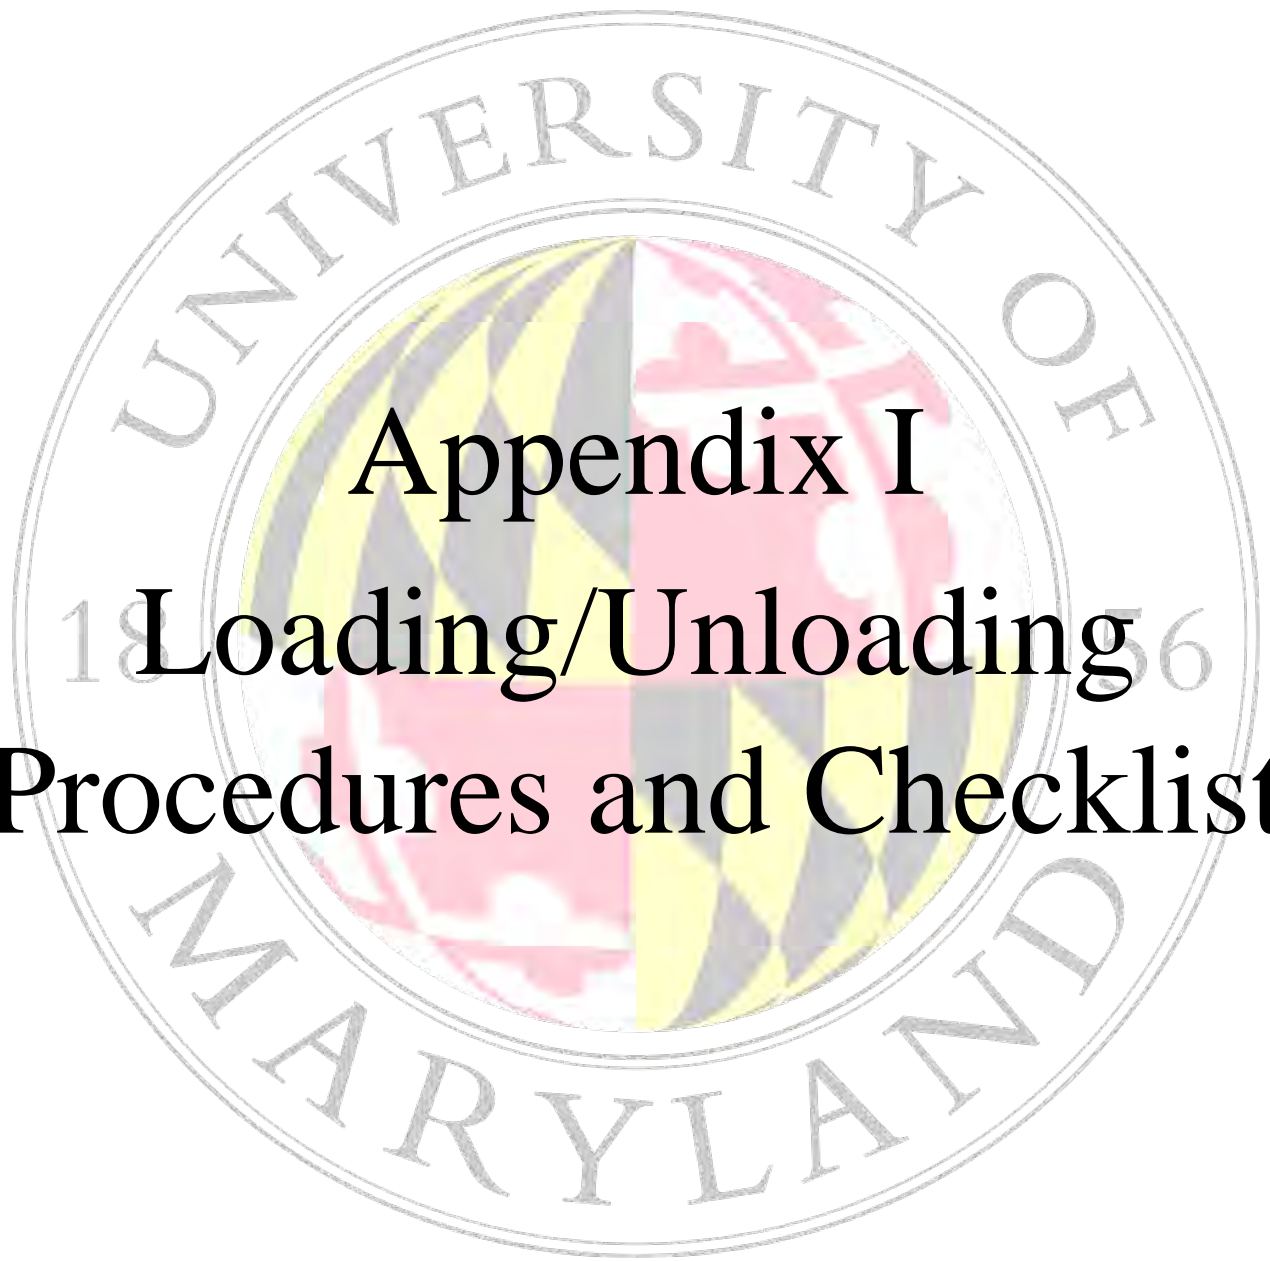 UNIVERSITY OF
Appendix I
18 56
Loading/Unloading
Procedures and Checklist
MARYLAND